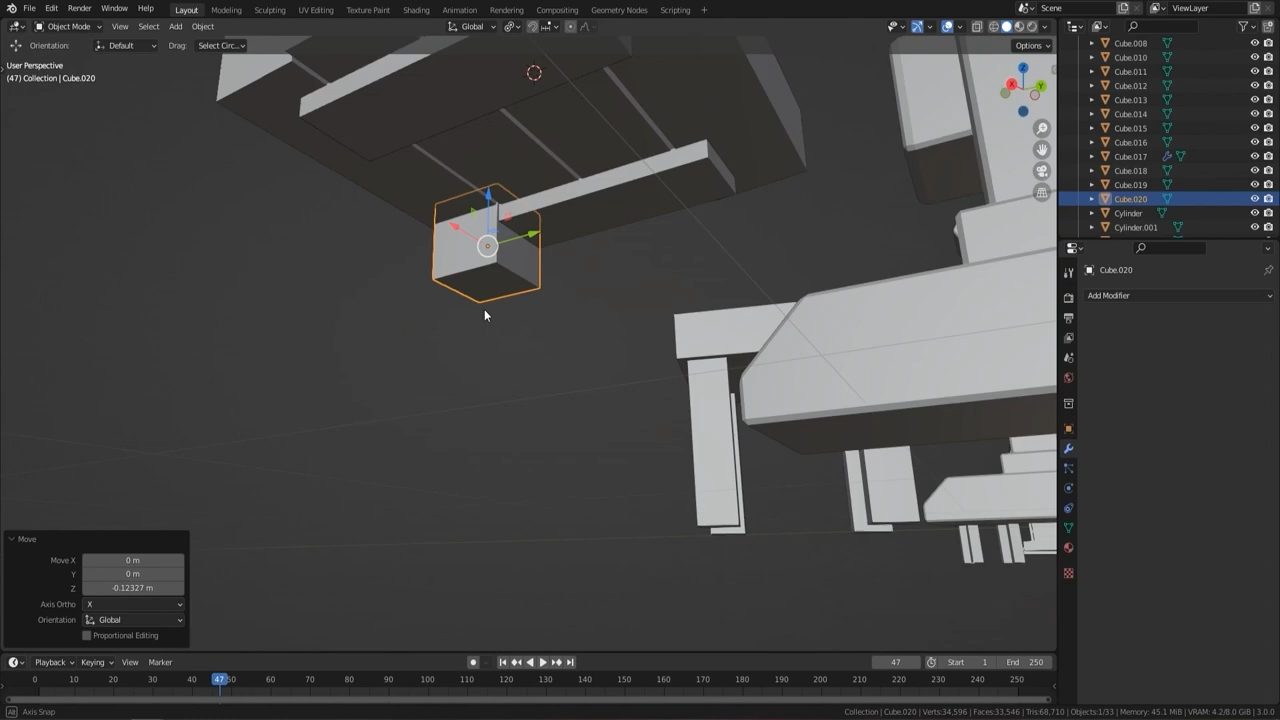 File Edit Render Window Help Layout Modeling Sculpting UV Editing Texture Paint Shading Animation Rendering Compositing Geometry Nodes Scripting + Scene ViewLayer
Object Mode View Select Add Object Global
Orientation: Default Drag: Select Circ... Options
User Perspective
(47) Collection | Cube.020
X Y Z
Cube.008
Cube.010
Cube.011
Cube.012
Cube.013
Cube.014
Cube.015
Cube.016
Cube.017
Cube.018
Cube.019
Cube.020
Cylinder
Cylinder.001
Cube.020
Add Modifier
Move
Move X 0 m
Y 0 m
Z -0.12327 m
Axis Ortho X
Orientation Global
Proportional Editing
Playback Keying View Marker 47 Start 1 End 250
0 10 20 30 40 47 50 60 70 80 90 100 110 120 130 140 150 160 170 180 190 200 210 220 230 240 250
Axis Snap Collection | Cube.020 | Verts:34,596 | Faces:33,546 | Tris:68,710 | Objects:1/33 | Memory: 45.1 MiB | VRAM: 4.2/8.0 GiB | 3.0.0